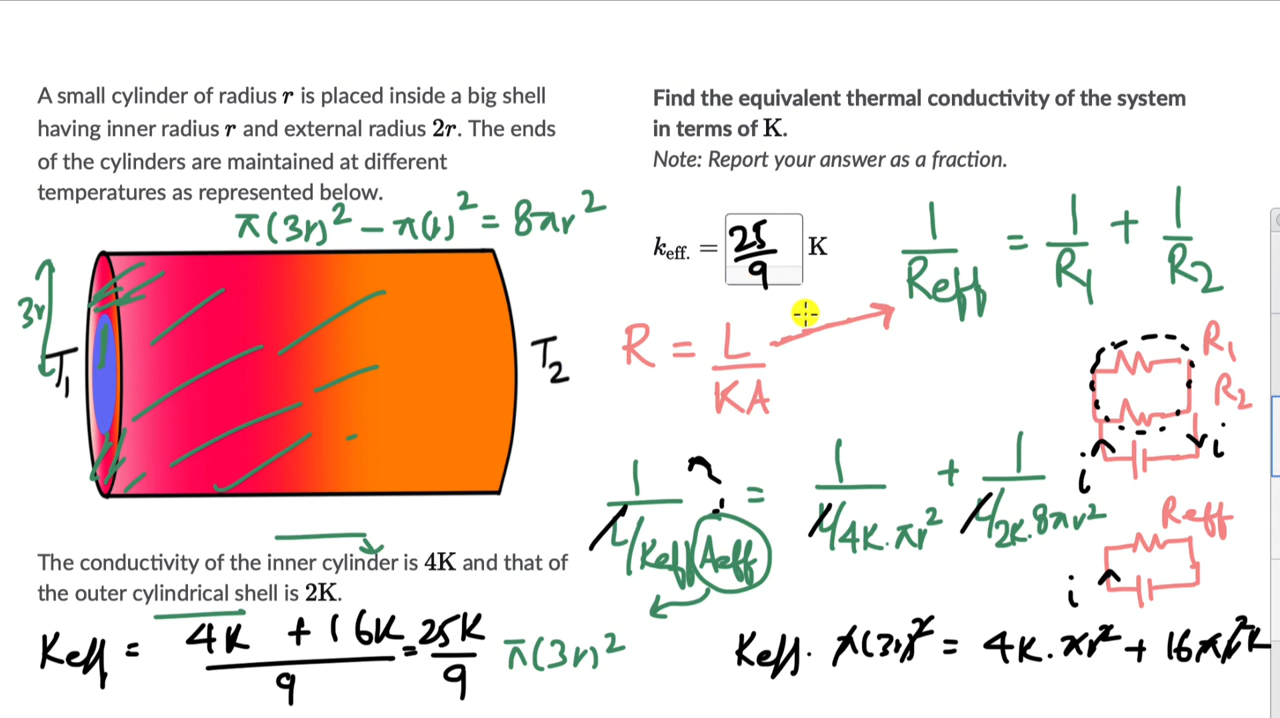 A small cylinder of radius r is placed inside a big shell
having inner radius r and external radius 2r. The ends
of the cylinders are maintained at different
temperatures as represented below.
π(3r)² − π(r)² = 8πr²
3r
T₁
T₂
The conductivity of the inner cylinder is 4K and that of
the outer cylindrical shell is 2K.
Keff = (4K + 16K)/9 = 25K/9
π(3r)²
Find the equivalent thermal conductivity of the system
in terms of K.
Note: Report your answer as a fraction.
k_eff. = 25/9 K
1/Reff = 1/R₁ + 1/R₂
R = L/KA
R₁
R₂
i
i
1/(L/Keff Aeff) = 1/(L/4K.πr²) + 1/(L/2K.8πr²)
Reff
i
Keff. π(3r)² = 4K.πr² + 16πr²K